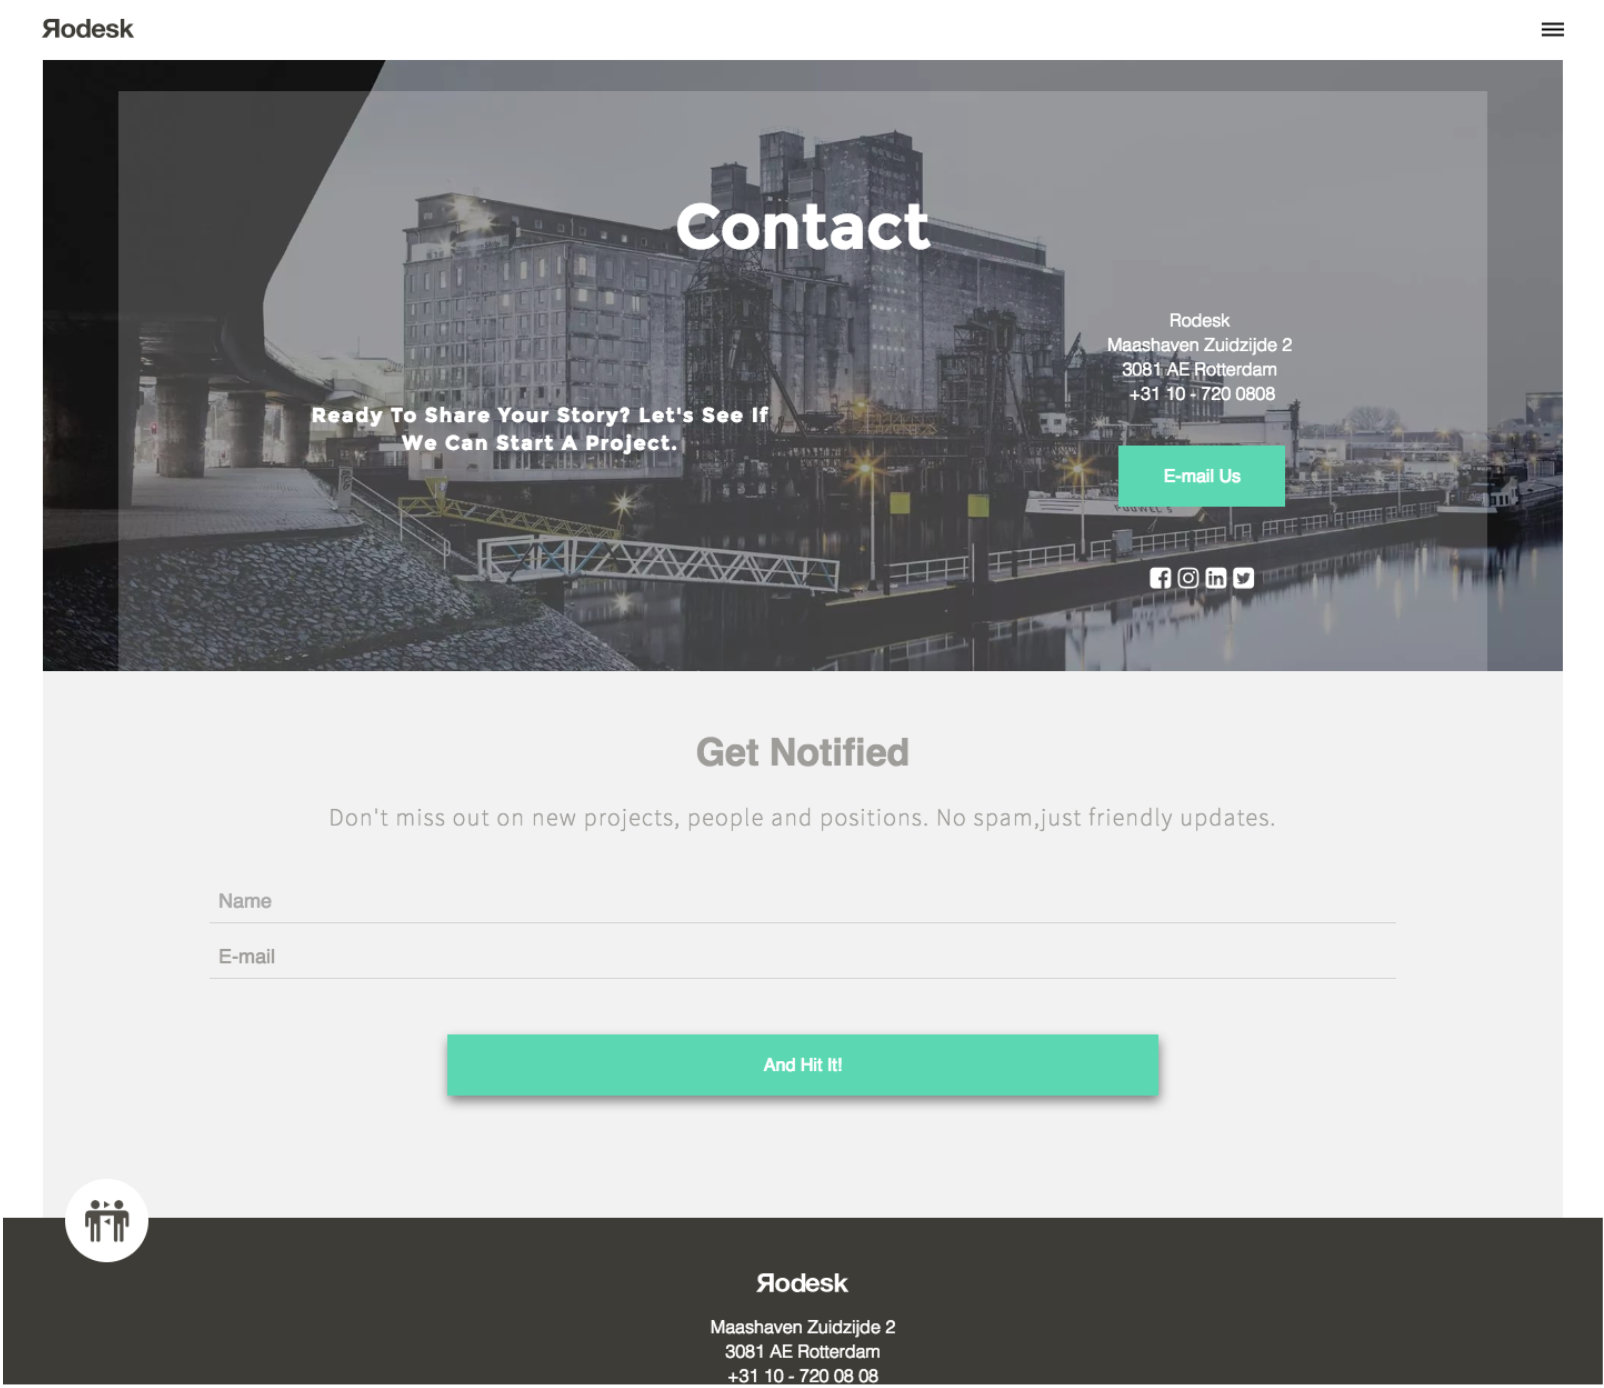 Rodesk
Contact
Ready To Share Your Story? Let's See If
We Can Start A Project.
Rodesk
Maashaven Zuidzijde 2
3081 AE Rotterdam
+31 10 - 720 0808
E-mail Us
Get Notified
Don't miss out on new projects, people and positions. No spam,just friendly updates.
Name
E-mail
And Hit It!
Rodesk
Maashaven Zuidzijde 2
3081 AE Rotterdam
+31 10 - 720 08 08